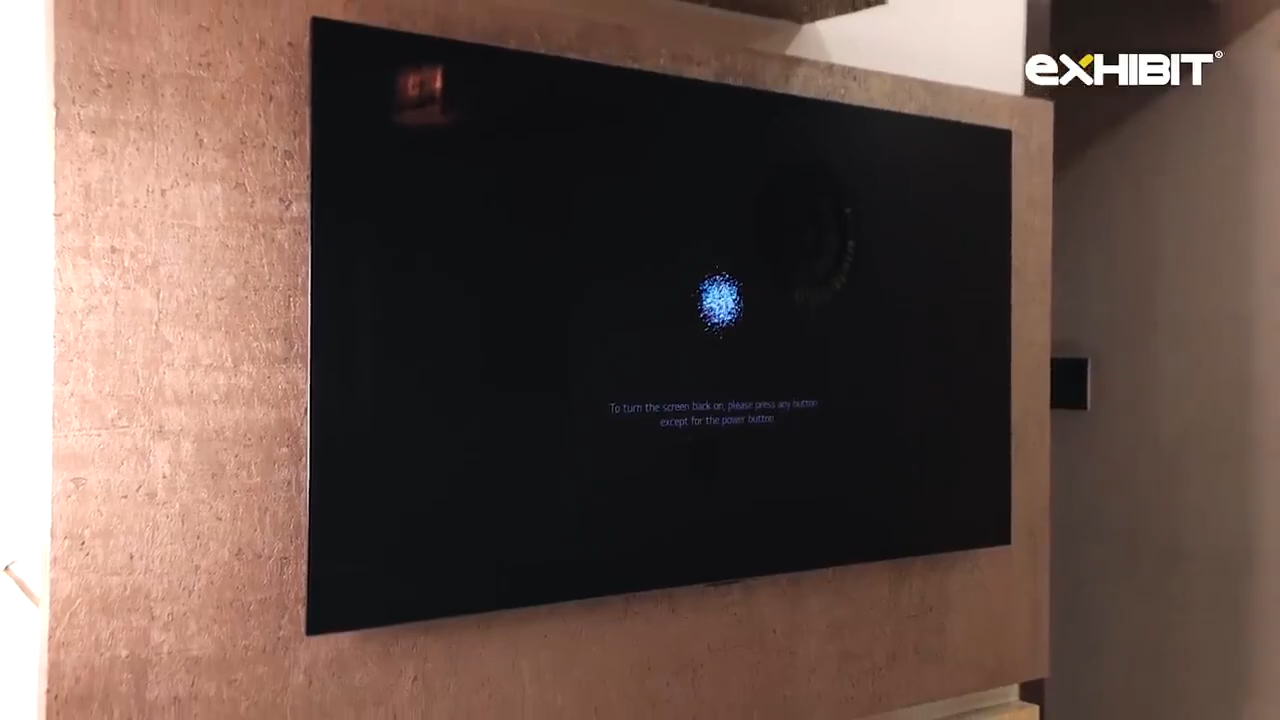 eXHIBIT®
To turn the screen back on, please press any button
except for the power button